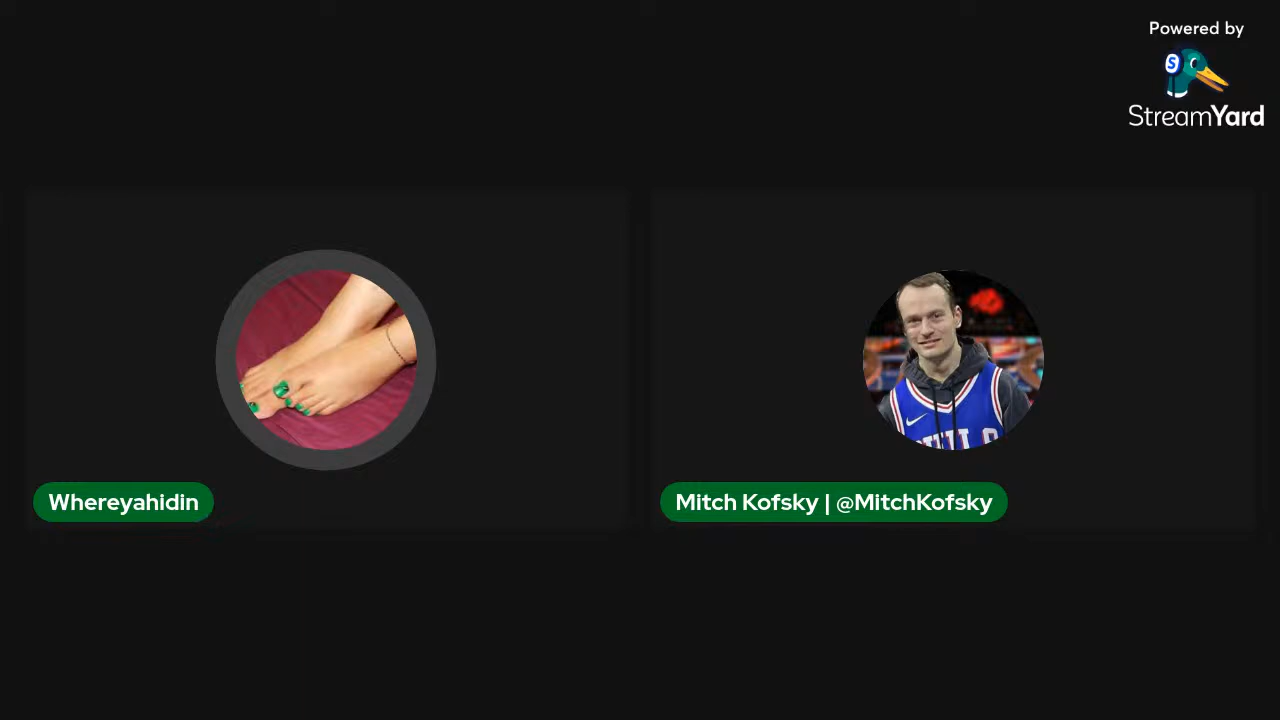 Powered by
S
StreamYard
Whereyahidin
Mitch Kofsky | @MitchKofsky